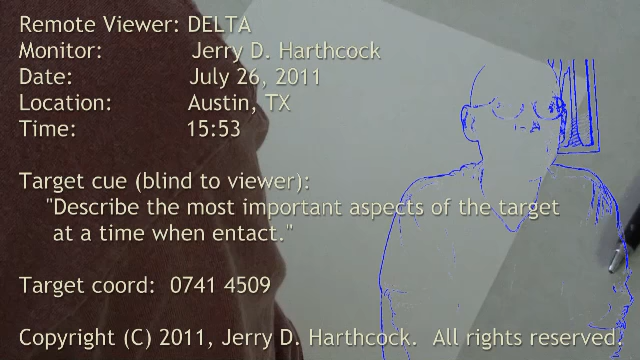 Remote Viewer: DELTA
Monitor: Jerry D. Harthcock
Date: July 26, 2011
Location: Austin, TX
Time: 15:53
Target cue (blind to viewer):
"Describe the most important aspects of the target
at a time when entact."
Target coord: 0741 4509
Copyright (C) 2011, Jerry D. Harthcock. All rights reserved.